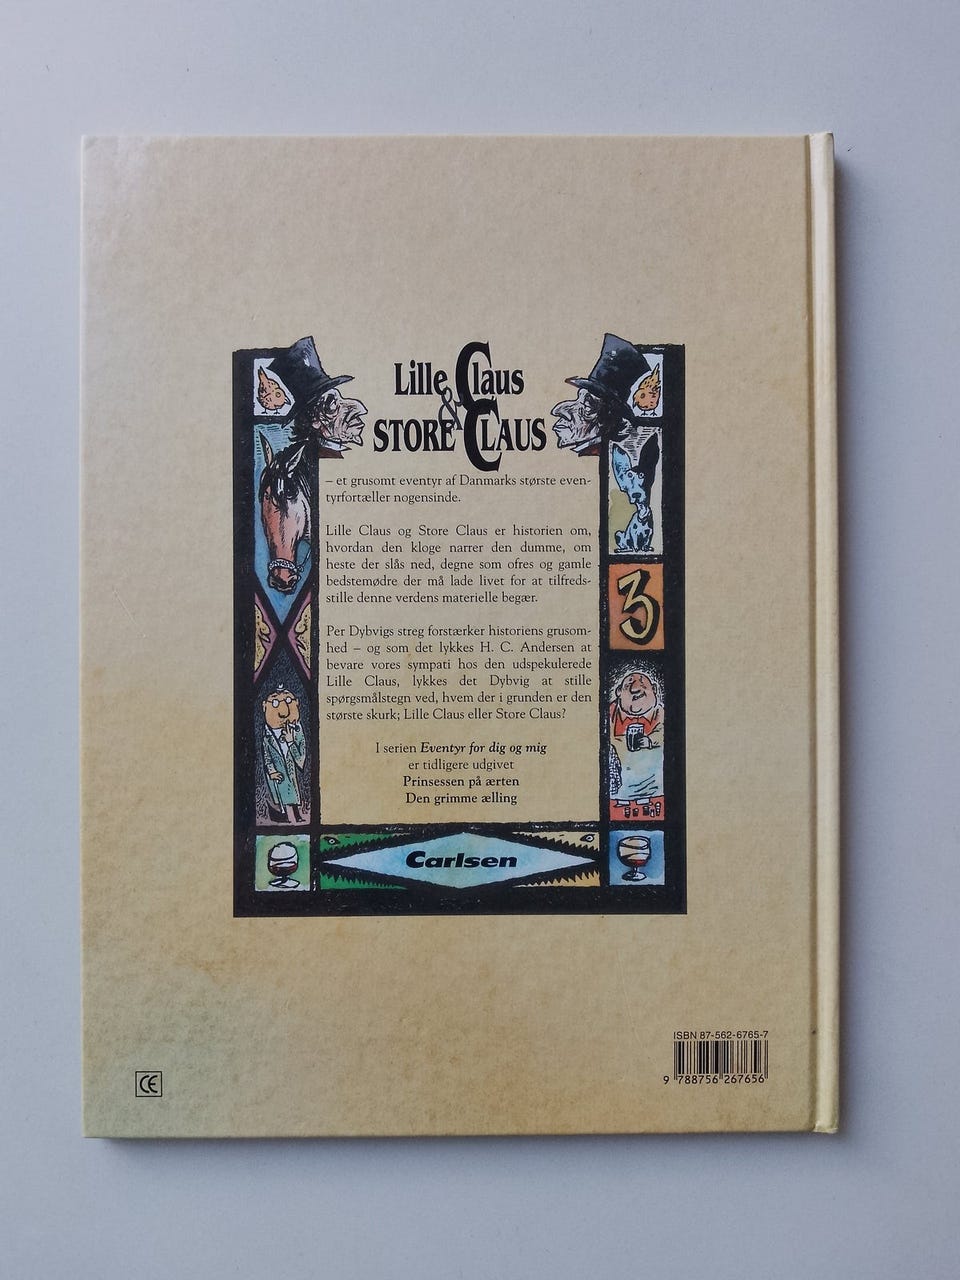 Lille Claus
&
STORE CLAUS
– et grusomt eventyr af Danmarks største even-
tyrfortæller nogensinde.
Lille Claus og Store Claus er historien om,
hvordan den kloge narrer den dumme, om
heste der slås ned, degne som ofres og gamle
bedstemødre der må lade livet for at tilfreds-
stille denne verdens materielle begær.
Per Dybvigs streg forstærker historiens grusom-
hed – og som det lykkes H. C. Andersen at
bevare vores sympati hos den udspekulerede
Lille Claus, lykkes det Dybvig at stille
spørgsmålstegn ved, hvem der i grunden er den
største skurk; Lille Claus eller Store Claus?
I serien Eventyr for dig og mig
er tidligere udgivet
Prinsessen på ærten
Den grimme ælling
3
Carlsen
ISBN 87-562-6765-7
9 788756 267656
CE